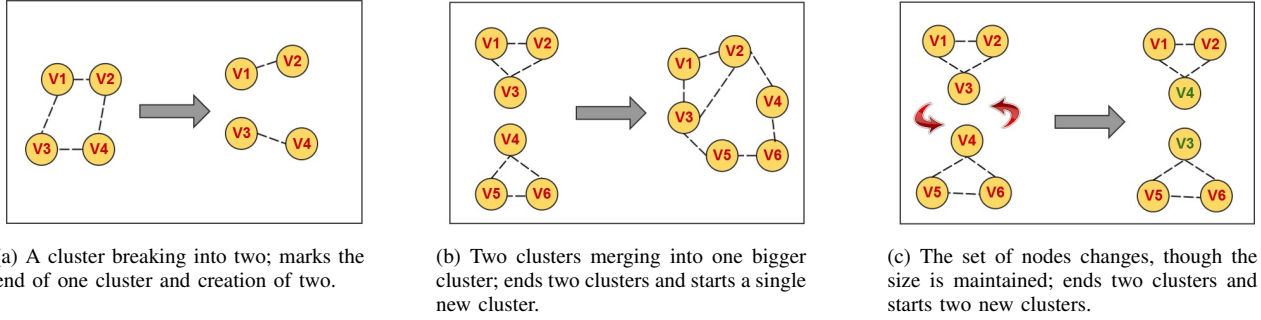 V1 V2
V3 V4
V1 V2
V3 V4
V1 V2
V3
V4
V5 V6
V1 V2
V3 V4
V5 V6
V1 V2
V3
V4
V5 V6
V1 V2
V4
V3
V5 V6
a) A cluster breaking into two; marks the
end of one cluster and creation of two.
(b) Two clusters merging into one bigger
cluster; ends two clusters and starts a single
new cluster.
(c) The set of nodes changes, though the
size is maintained; ends two clusters and
starts two new clusters.